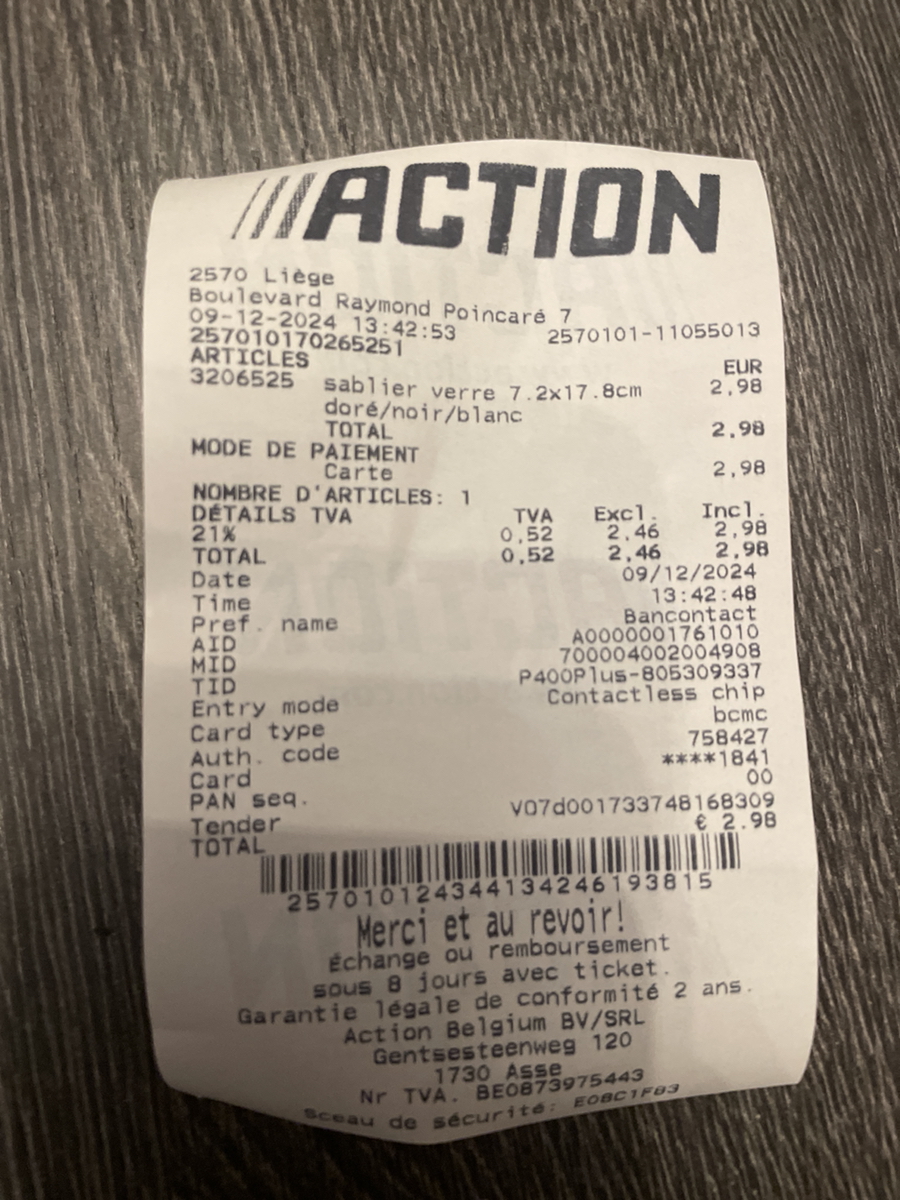 ///ACTION
2570 Liège
Boulevard Raymond Poincaré 7
09-12-2024 13:42:53 2570101-11055013
257010170265251
ARTICLES EUR
3206525 sablier verre 7.2x17.8cm 2,98
doré/noir/blanc
TOTAL 2,98
MODE DE PAIEMENT
Carte 2,98
NOMBRE D'ARTICLES: 1
DÉTAILS TVA TVA Excl. Incl.
21% 0,52 2,46 2,98
TOTAL 0,52 2,46 2,98
Date 09/12/2024
Time 13:42:48
Pref. name Bancontact
AID A0000001761010
MID 700004002004908
TID P400Plus-805309337
Entry mode Contactless chip
Card type bcmc
Auth. code 758427
Card ****1841
PAN seq. 00
Tender V07d001733748168309
TOTAL € 2.98
2570101243441342461​93815
Merci et au revoir!
Échange ou remboursement
sous 8 jours avec ticket.
Garantie légale de conformité 2 ans.
Action Belgium BV/SRL
Gentsesteenweg 120
1730 Asse
Nr TVA. BE0873975443
Sceau de sécurité: E08C1F83